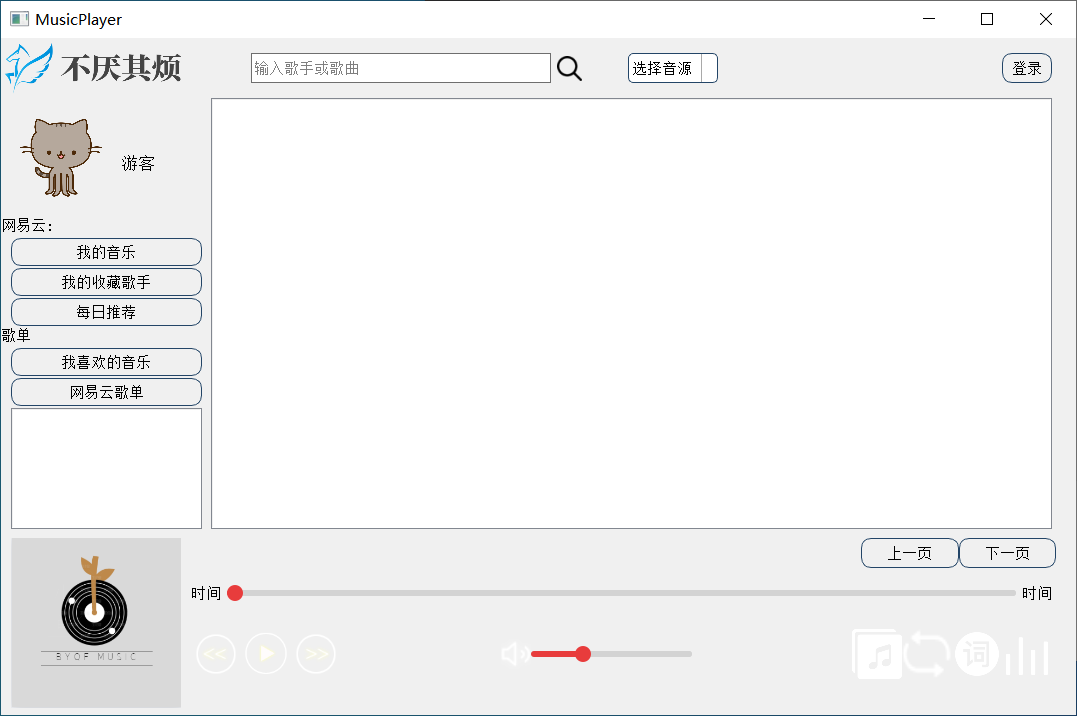 MusicPlayer
不厌其烦
输入歌手或歌曲
选择音源
登录
游客
网易云：
我的音乐
我的收藏歌手
每日推荐
歌单
我喜欢的音乐
网易云歌单
上一页
下一页
BYOF MUSIC
时间
时间
<<
>>
词